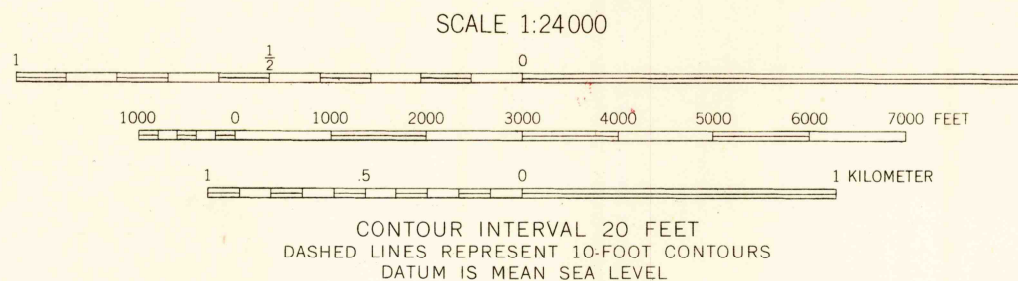 SCALE 1:24000
1 ½ 0
1000 0 1000 2000 3000 4000 5000 6000 7000 FEET
1 .5 0 1 KILOMETER
CONTOUR INTERVAL 20 FEET
DASHED LINES REPRESENT 10-FOOT CONTOURS
DATUM IS MEAN SEA LEVEL